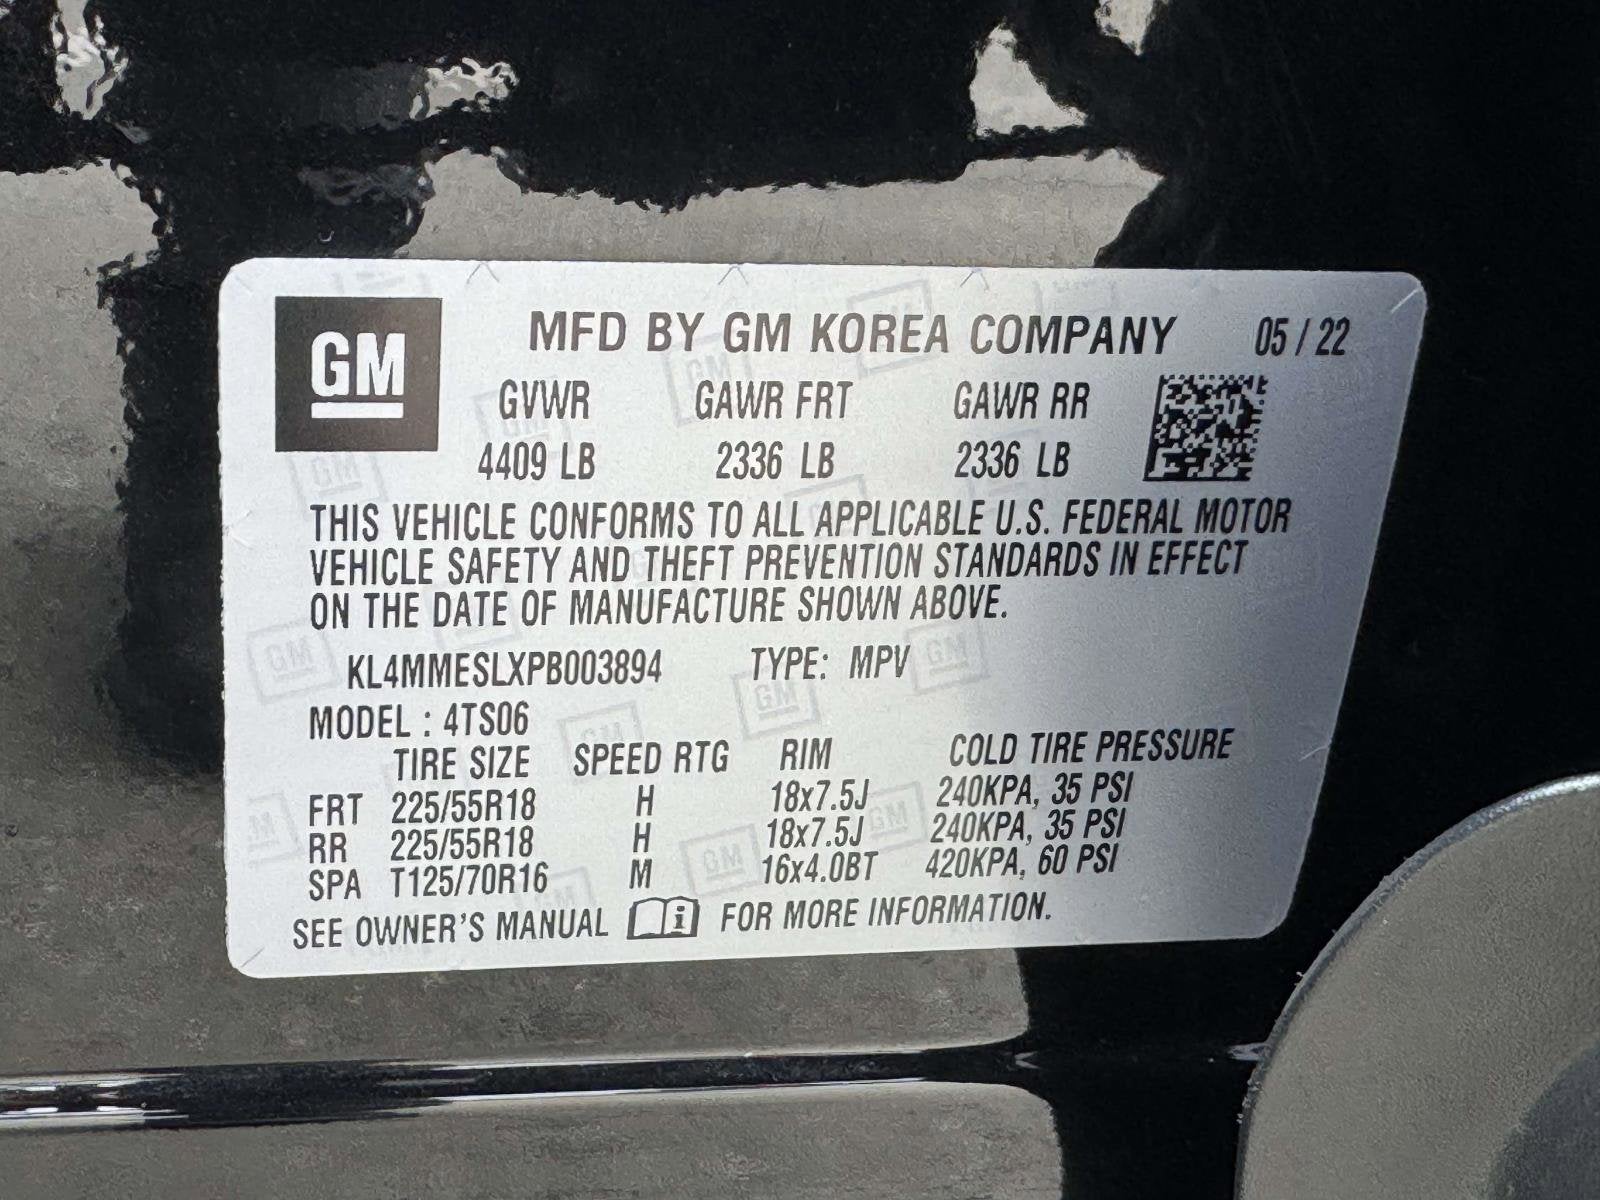 GM
MFD BY GM KOREA COMPANY 05 / 22
GVWR GAWR FRT GAWR RR
4409 LB 2336 LB 2336 LB
THIS VEHICLE CONFORMS TO ALL APPLICABLE U.S. FEDERAL MOTOR
VEHICLE SAFETY AND THEFT PREVENTION STANDARDS IN EFFECT
ON THE DATE OF MANUFACTURE SHOWN ABOVE.
KL4MMESLXPB003894 TYPE: MPV
MODEL : 4TS06
TIRE SIZE SPEED RTG RIM COLD TIRE PRESSURE
FRT 225/55R18 H 18x7.5J 240KPA, 35 PSI
RR 225/55R18 H 18x7.5J 240KPA, 35 PSI
SPA T125/70R16 M 16x4.0BT 420KPA, 60 PSI
SEE OWNER'S MANUAL i FOR MORE INFORMATION.